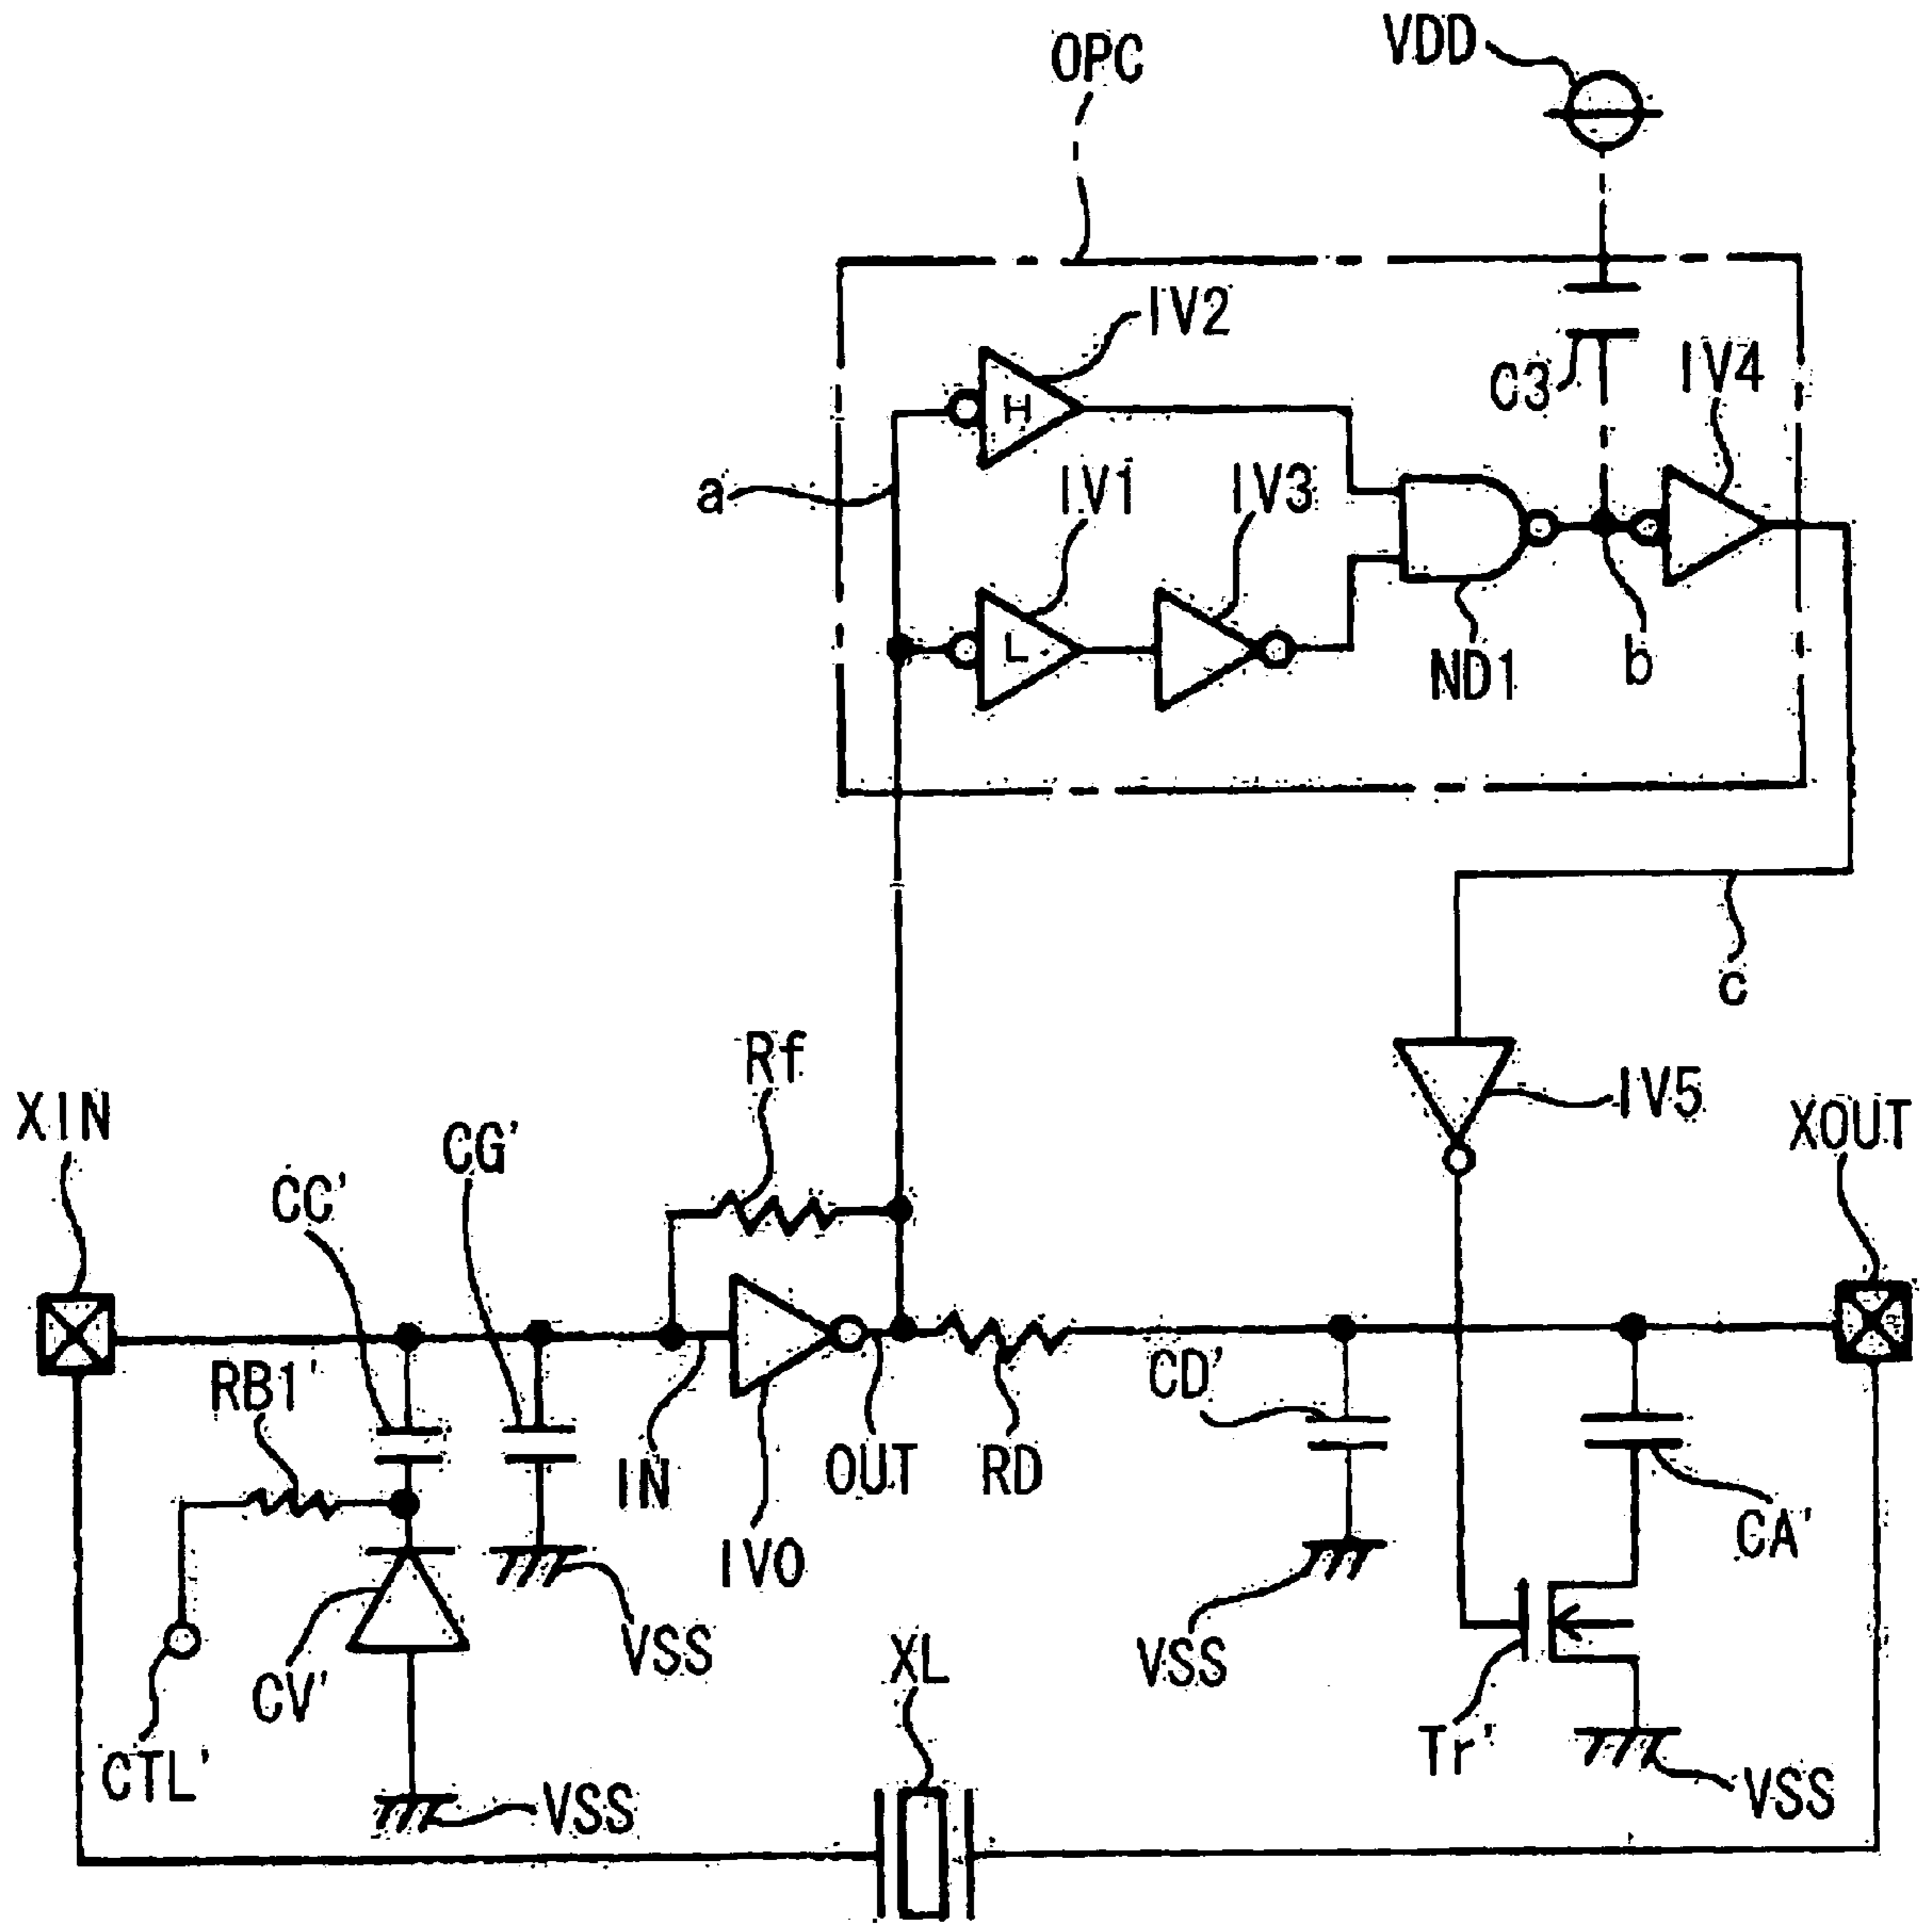 OPC
VDD
IV2
H
C3
IV4
a
IV1
IV3
L
ND1
b
c
Rf
IV5
XIN
XOUT
CG'
CC'
RB1'
CD'
IN
OUT
RD
CA'
IV0
VSS
VSS
XL
CV'
CTL'
Tr'
VSS
VSS